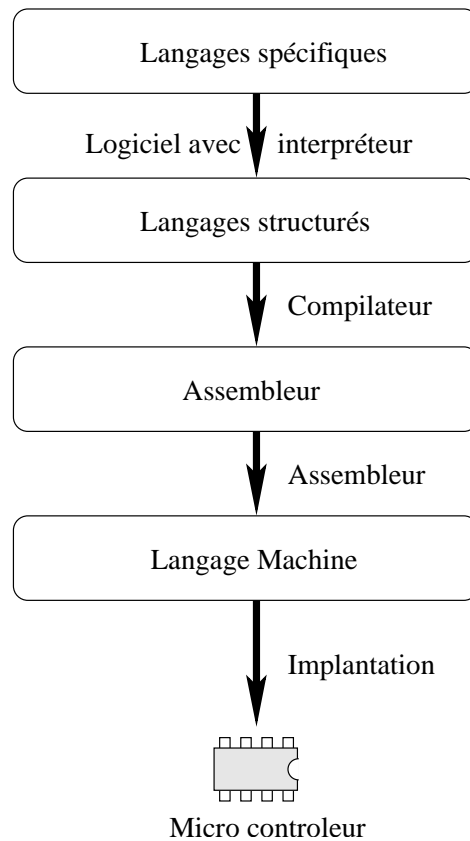 Langages spécifiques
Logiciel avec interpréteur
Langages structurés
Compilateur
Assembleur
Assembleur
Langage Machine
Implantation
Micro controleur